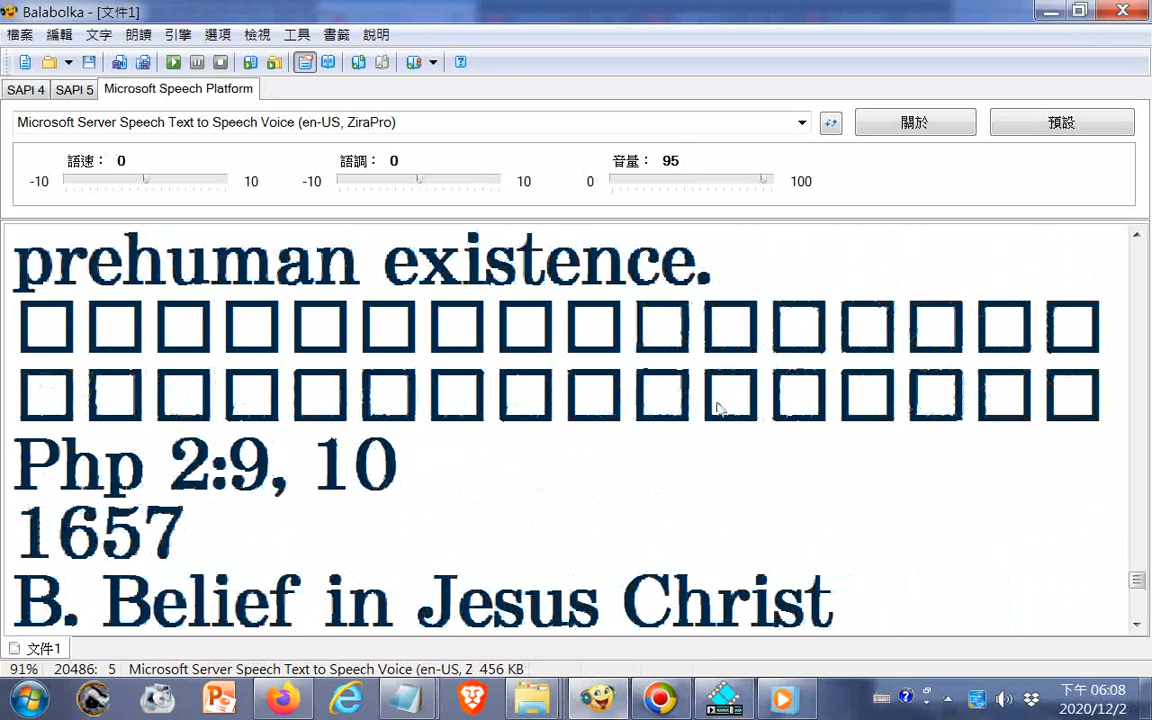 Balabolka - [文件1]
檔案 編輯 文字 朗讀 引擎 選項 檢視 工具 書籤 說明
SAPI 4 SAPI 5 Microsoft Speech Platform
Microsoft Server Speech Text to Speech Voice (en-US, ZiraPro) 關於 預設
語速： 0 語調： 0 音量： 95
-10 10 -10 10 0 100
prehuman existence.
□□□□□□□□□□□□□□□□
□□□□□□□□□□□□□□□□
Php 2:9, 10
1657
B. Belief in Jesus Christ
文件1
91% 20486: 5 Microsoft Server Speech Text to Speech Voice (en-US, Z 456 KB
下午 06:08
2020/12/2